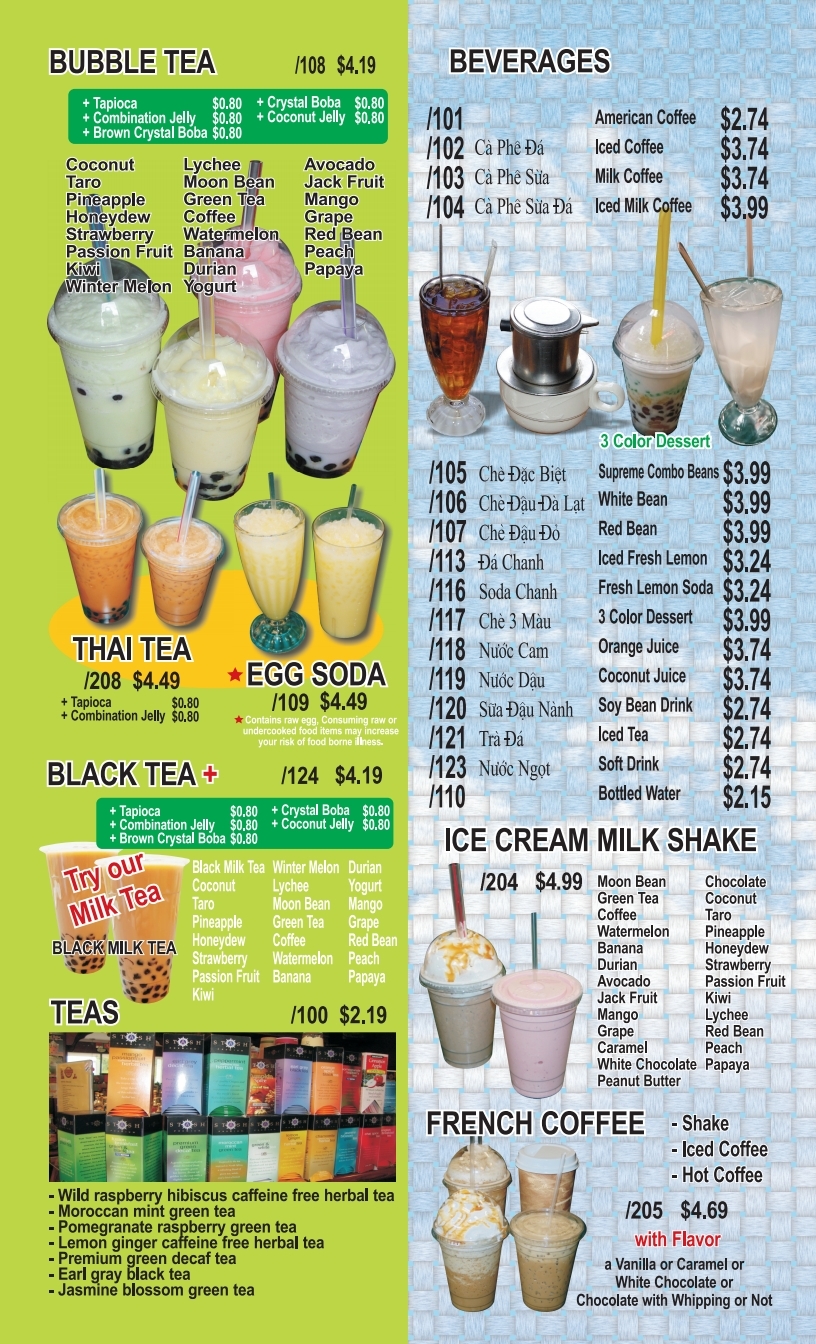 BUBBLE TEA /108 $4.19
+ Tapioca $0.80 + Crystal Boba $0.80
+ Combination Jelly $0.80 + Coconut Jelly $0.80
+ Brown Crystal Boba $0.80
Coconut Lychee Avocado
Taro Moon Bean Jack Fruit
Pineapple Green Tea Mango
Honeydew Coffee Grape
Strawberry Watermelon Red Bean
Passion Fruit Banana Peach
Kiwi Durian Papaya
Winter Melon Yogurt
THAI TEA
/208 $4.49
+ Tapioca $0.80
+ Combination Jelly $0.80
★ EGG SODA
/109 $4.49
★ Contains raw egg, Consuming raw or
undercooked food items may increase
your risk of food borne illness.
BLACK TEA + /124 $4.19
+ Tapioca $0.80 + Crystal Boba $0.80
+ Combination Jelly $0.80 + Coconut Jelly $0.80
+ Brown Crystal Boba $0.80
Try our
Milk Tea
BLACK MILK TEA
Black Milk Tea Winter Melon Durian
Coconut Lychee Yogurt
Taro Moon Bean Mango
Pineapple Green Tea Grape
Honeydew Coffee Red Bean
Strawberry Watermelon Peach
Passion Fruit Banana Papaya
Kiwi
TEAS /100 $2.19
STASH STASH STASH
STASH STASH STASH
- Wild raspberry hibiscus caffeine free herbal tea
- Moroccan mint green tea
- Pomegranate raspberry green tea
- Lemon ginger caffeine free herbal tea
- Premium green decaf tea
- Earl gray black tea
- Jasmine blossom green tea
BEVERAGES
/101 American Coffee $2.74
/102 Cà Phê Đá Iced Coffee $3.74
/103 Cà Phê Sữa Milk Coffee $3.74
/104 Cà Phê Sữa Đá Iced Milk Coffee $3.99
3 Color Dessert
/105 Chè Đặc Biệt Supreme Combo Beans $3.99
/106 Chè Đậu Đà Lạt White Bean $3.99
/107 Chè Đậu Đỏ Red Bean $3.99
/113 Đá Chanh Iced Fresh Lemon $3.24
/116 Soda Chanh Fresh Lemon Soda $3.24
/117 Chè 3 Màu 3 Color Dessert $3.99
/118 Nước Cam Orange Juice $3.74
/119 Nước Dậu Coconut Juice $3.74
/120 Sữa Đậu Nành Soy Bean Drink $2.74
/121 Trà Đá Iced Tea $2.74
/123 Nước Ngọt Soft Drink $2.74
/110 Bottled Water $2.15
ICE CREAM MILK SHAKE
/204 $4.99
Moon Bean Chocolate
Green Tea Coconut
Coffee Taro
Watermelon Pineapple
Banana Honeydew
Durian Strawberry
Avocado Passion Fruit
Jack Fruit Kiwi
Mango Lychee
Grape Red Bean
Caramel Peach
White Chocolate Papaya
Peanut Butter
FRENCH COFFEE
- Shake
- Iced Coffee
- Hot Coffee
/205 $4.69
with Flavor
a Vanilla or Caramel or
White Chocolate or
Chocolate with Whipping or Not